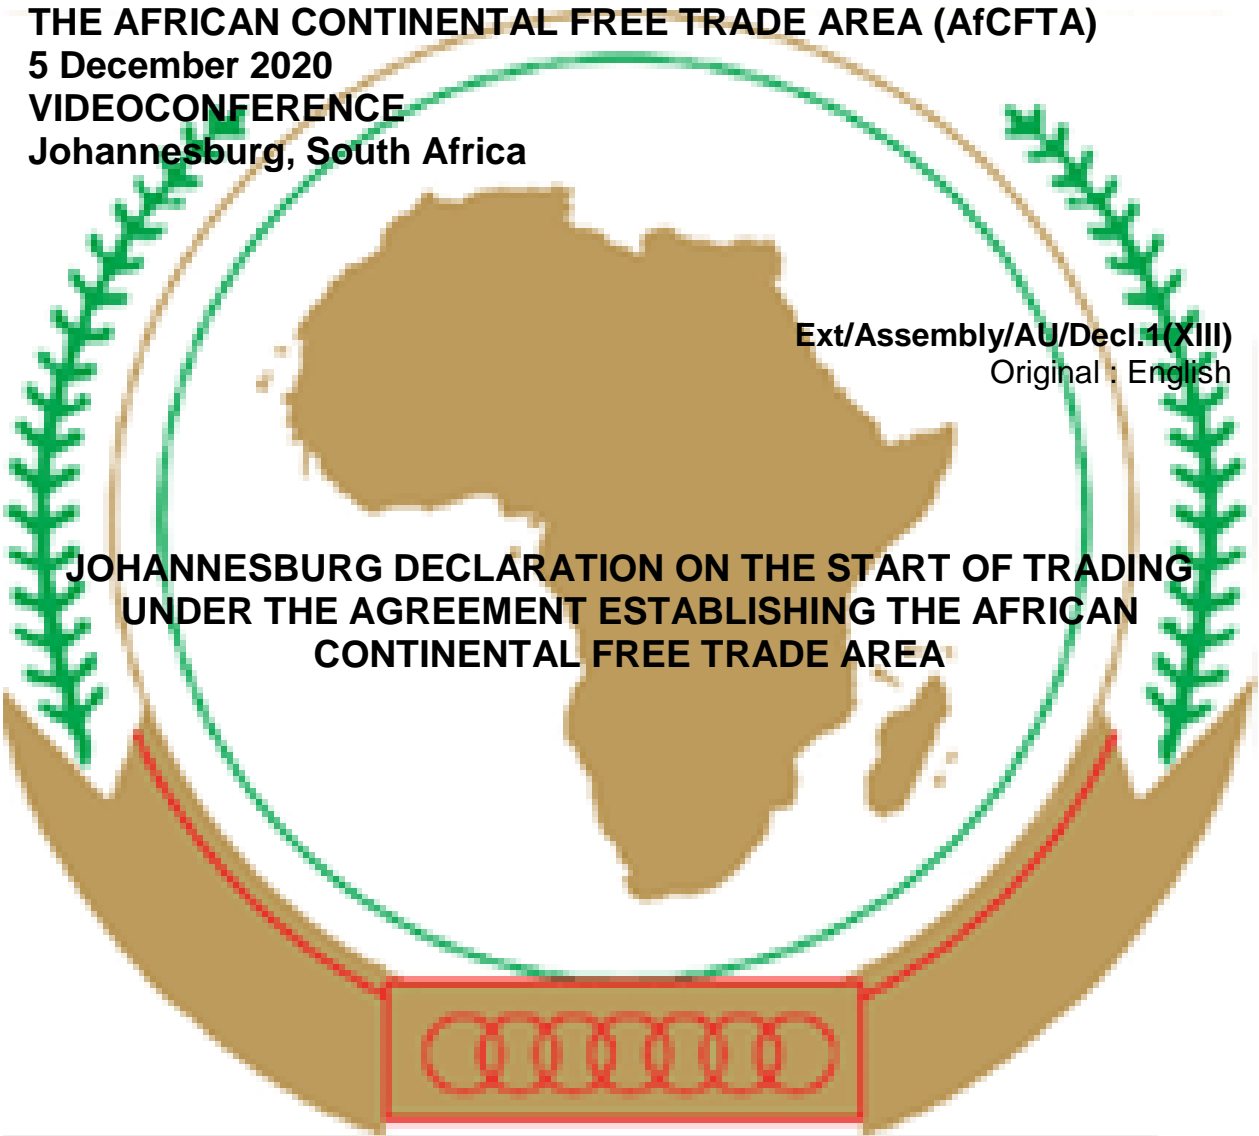 THE AFRICAN CONTINENTAL FREE TRADE AREA (AfCFTA)
5 December 2020
VIDEOCONFERENCE
Johannesburg, South Africa
Ext/Assembly/AU/Decl.1(XIII)
Original : English
JOHANNESBURG DECLARATION ON THE START OF TRADING
UNDER THE AGREEMENT ESTABLISHING THE AFRICAN
CONTINENTAL FREE TRADE AREA